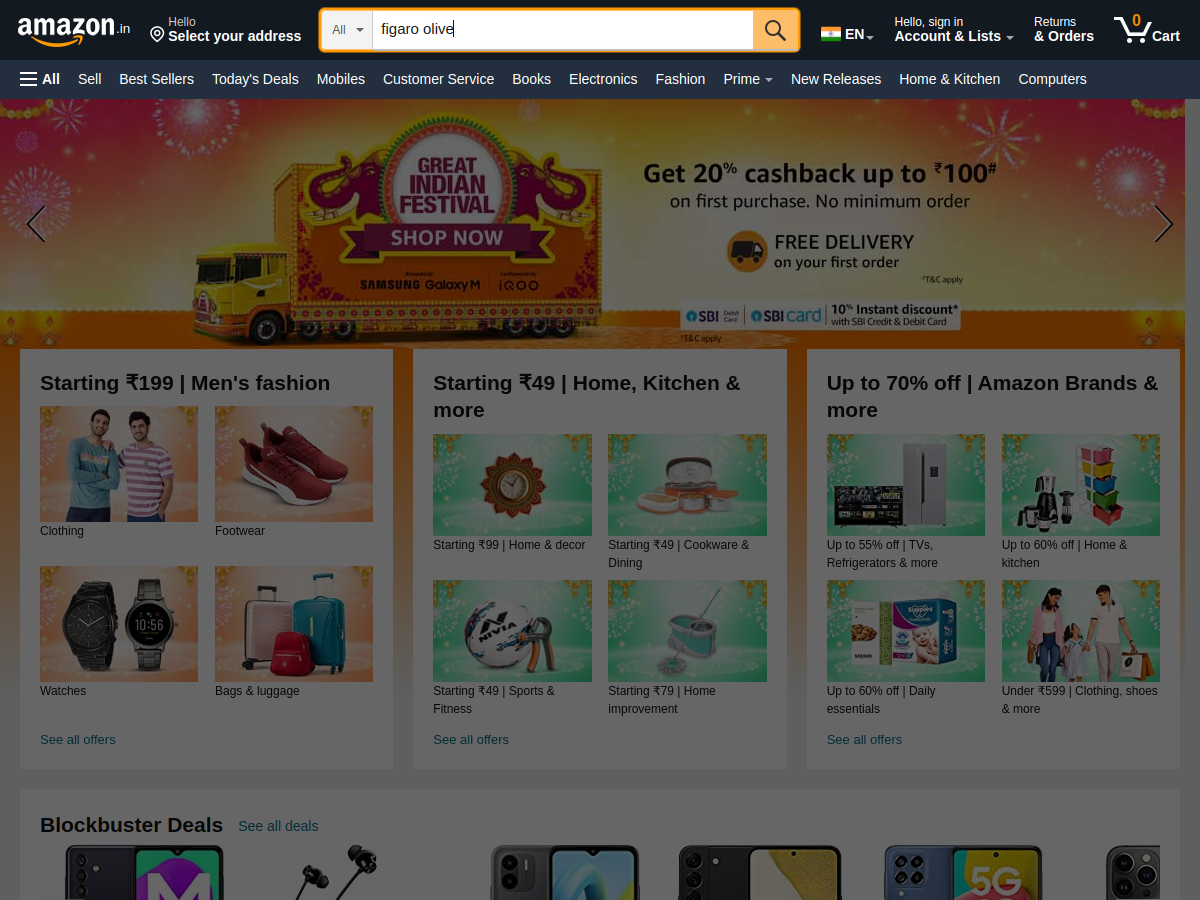 amazon.in
Hello
Select your address
All
figaro olive
EN
Hello, sign in
Account & Lists
Returns
& Orders
0
Cart
All
Sell
Best Sellers
Today's Deals
Mobiles
Customer Service
Books
Electronics
Fashion
Prime
New Releases
Home & Kitchen
Computers
GREAT
INDIAN
FESTIVAL
SHOP NOW
SAMSUNG Galaxy M
iQOO
Get 20% cashback up to ₹100#
on first purchase. No minimum order
FREE DELIVERY
on your first order
*T&C apply
SBI Debit Card
SBI card
10% Instant discount*
with SBI Credit & Debit Card
*T&C apply
Starting ₹199 | Men's fashion
Clothing
Footwear
10:56
Watches
Bags & luggage
See all offers
Starting ₹49 | Home, Kitchen &
more
Starting ₹99 | Home & decor
Starting ₹49 | Cookware &
Dining
NIVIA
Starting ₹49 | Sports &
Fitness
Starting ₹79 | Home
improvement
See all offers
Up to 70% off | Amazon Brands &
more
Up to 55% off | TVs,
Refrigerators & more
Up to 60% off | Home &
kitchen
SOLIMO
Supples
Up to 60% off | Daily
essentials
Under ₹599 | Clothing, shoes
& more
See all offers
Blockbuster Deals
See all deals
M
5G